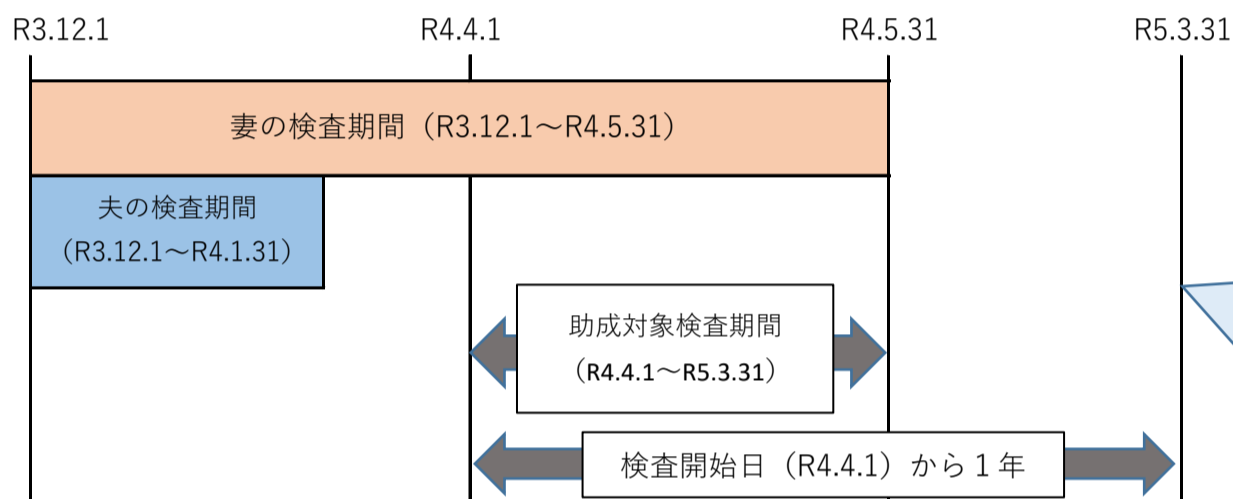 R3.12.1
R4.4.1
R4.5.31
R5.3.31
妻の検査期間（R3.12.1～R4.5.31）
夫の検査期間
（R3.12.1～R4.1.31）
助成対象検査期間
（R4.4.1～R5.3.31）
検査開始日（R4.4.1）から１年